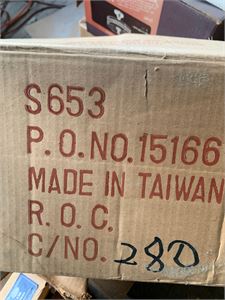 S653
P.O.NO.15166
MADE IN TAIWAN
R.O.C.
C/NO. 280